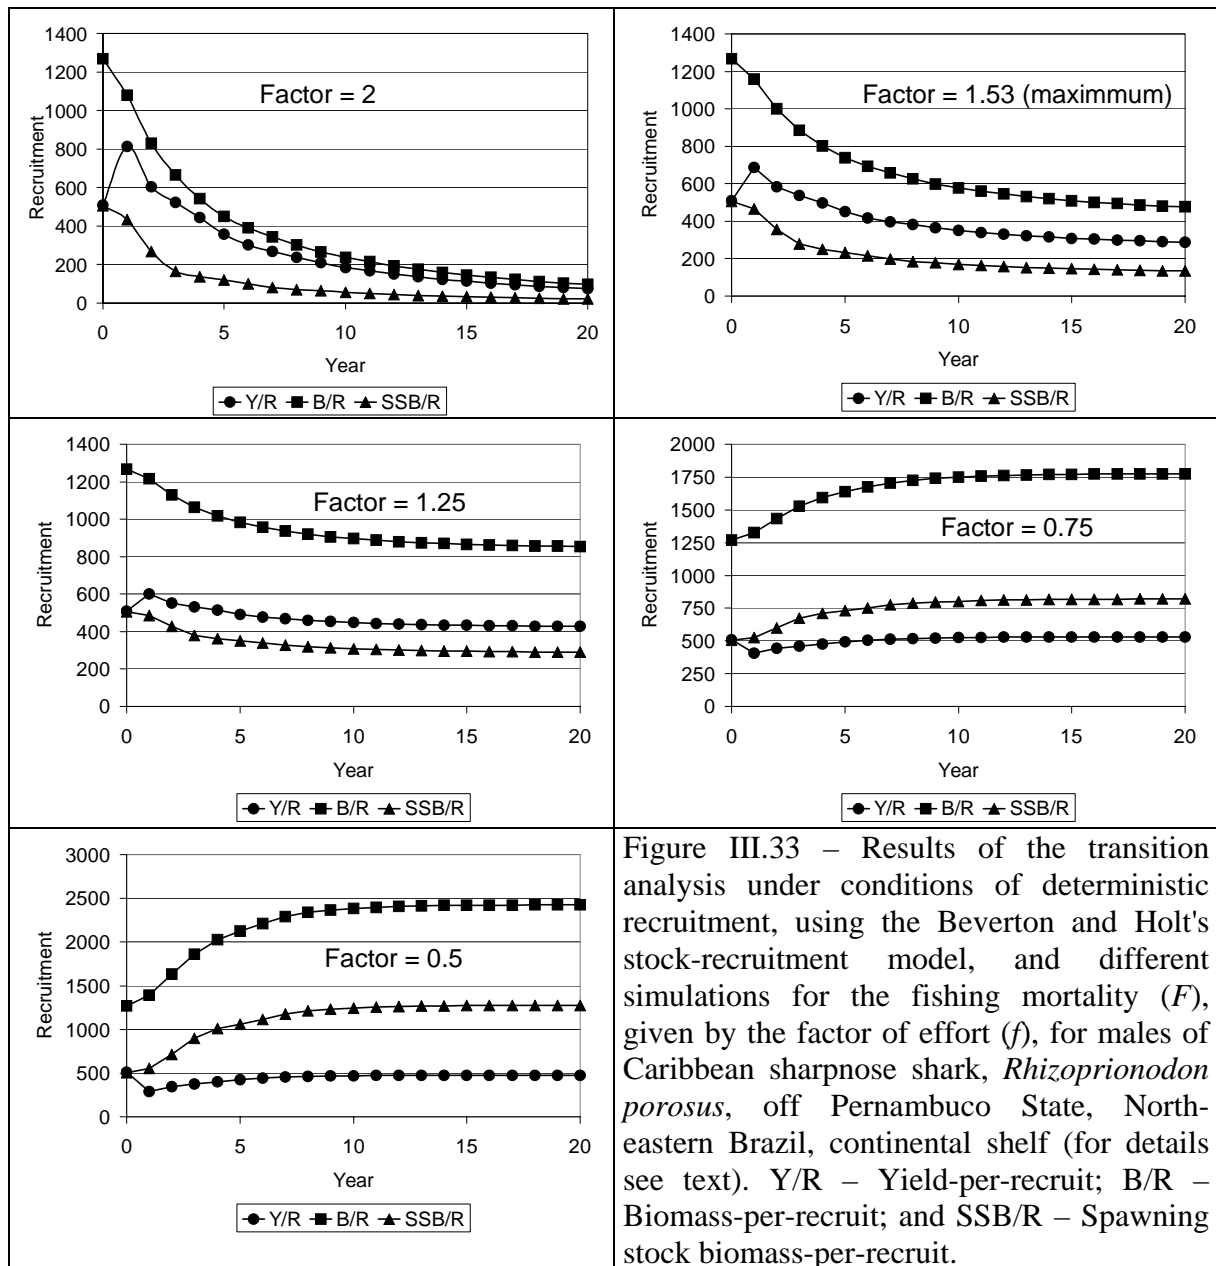 1400
1200
1000
800
600
400
200
0
Recruitment
Factor = 2
0 5 10 15 20
Year
Y/R B/R SSB/R
1400
1200
1000
800
600
400
200
0
Recruitment
Factor = 1.53 (maximmum)
0 5 10 15 20
Year
Y/R B/R SSB/R
1400
1200
1000
800
600
400
200
0
Recruitment
Factor = 1.25
0 5 10 15 20
Year
Y/R B/R SSB/R
2000
1750
1500
1250
1000
750
500
250
0
Recruitment
Factor = 0.75
0 5 10 15 20
Year
Y/R B/R SSB/R
3000
2500
2000
1500
1000
500
0
Recruitment
Factor = 0.5
0 5 10 15 20
Year
Y/R B/R SSB/R
Figure III.33 – Results of the transition
analysis under conditions of deterministic
recruitment, using the Beverton and Holt's
stock-recruitment model, and different
simulations for the fishing mortality (F),
given by the factor of effort (f), for males of
Caribbean sharpnose shark, Rhizoprionodon
porosus, off Pernambuco State, North-
eastern Brazil, continental shelf (for details
see text). Y/R – Yield-per-recruit; B/R –
Biomass-per-recruit; and SSB/R – Spawning
stock biomass-per-recruit.